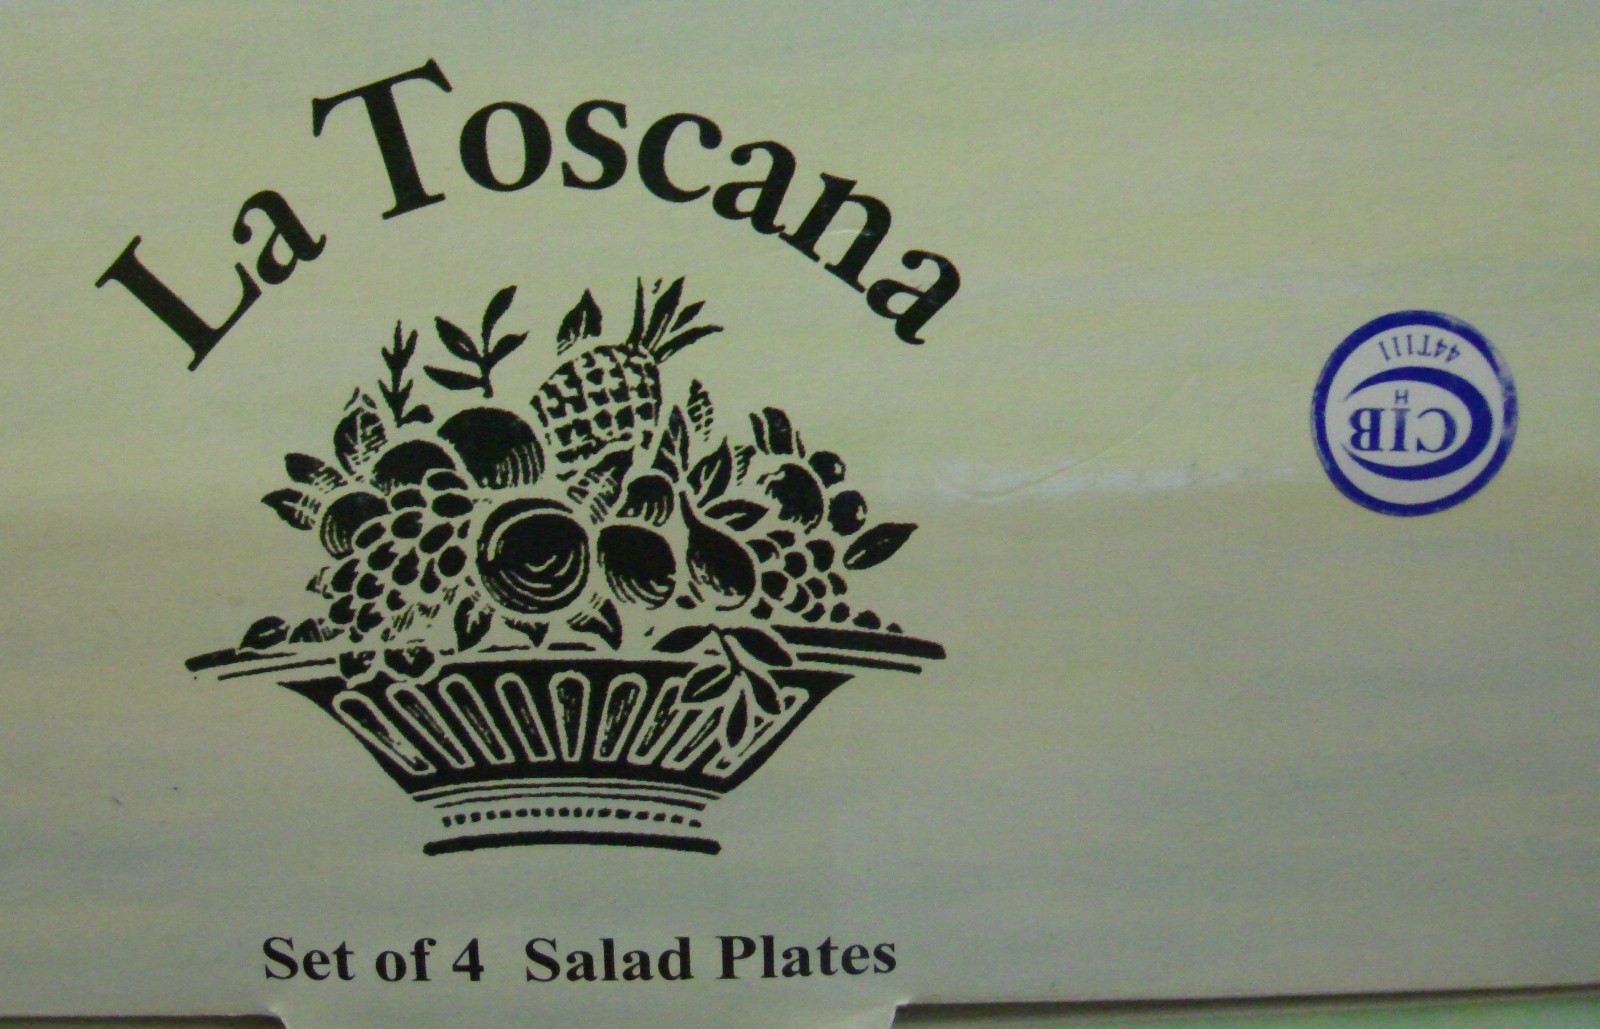 La Toscana
44T111
H
CIB
Set of 4 Salad Plates